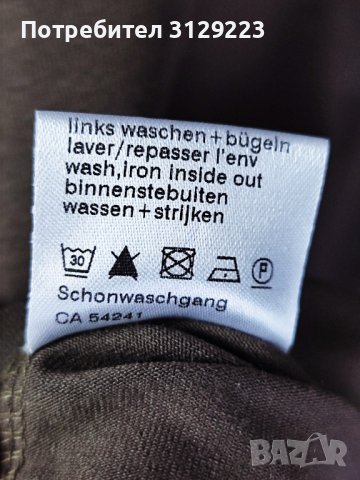 Потребител 3129223
links waschen+bügeln
laver/repasser l'env
wash,iron inside out
binnenstebuiten
wassen+strijken
30 P
Schonwaschgang
CA 54241
BAZAR